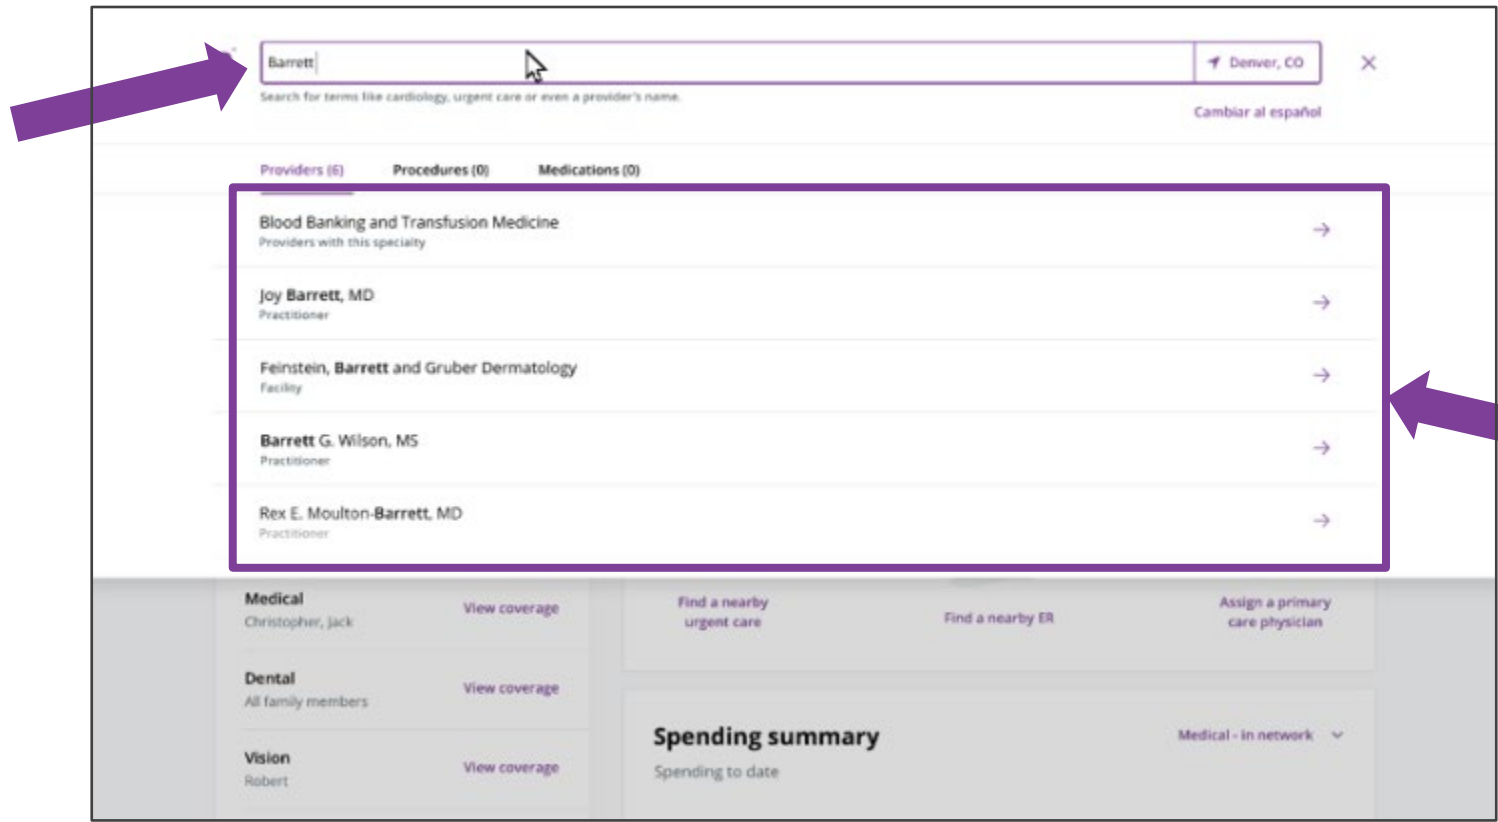 Barrett
Denver, CO
Search for terms like cardiology, urgent care or even a provider's name.
Cambiar al español
Providers (6) Procedures (0) Medications (0)
Blood Banking and Transfusion Medicine
Providers with this specialty
Joy Barrett, MD
Practitioner
Feinstein, Barrett and Gruber Dermatology
Facility
Barrett G. Wilson, MS
Practitioner
Rex E. Moulton-Barrett, MD
Practitioner
Medical
Christopher, Jack
View coverage
Dental
All family members
View coverage
Vision
Robert
View coverage
Find a nearby
urgent care
Find a nearby ER
Assign a primary
care physician
Spending summary
Medical - in network
Spending to date